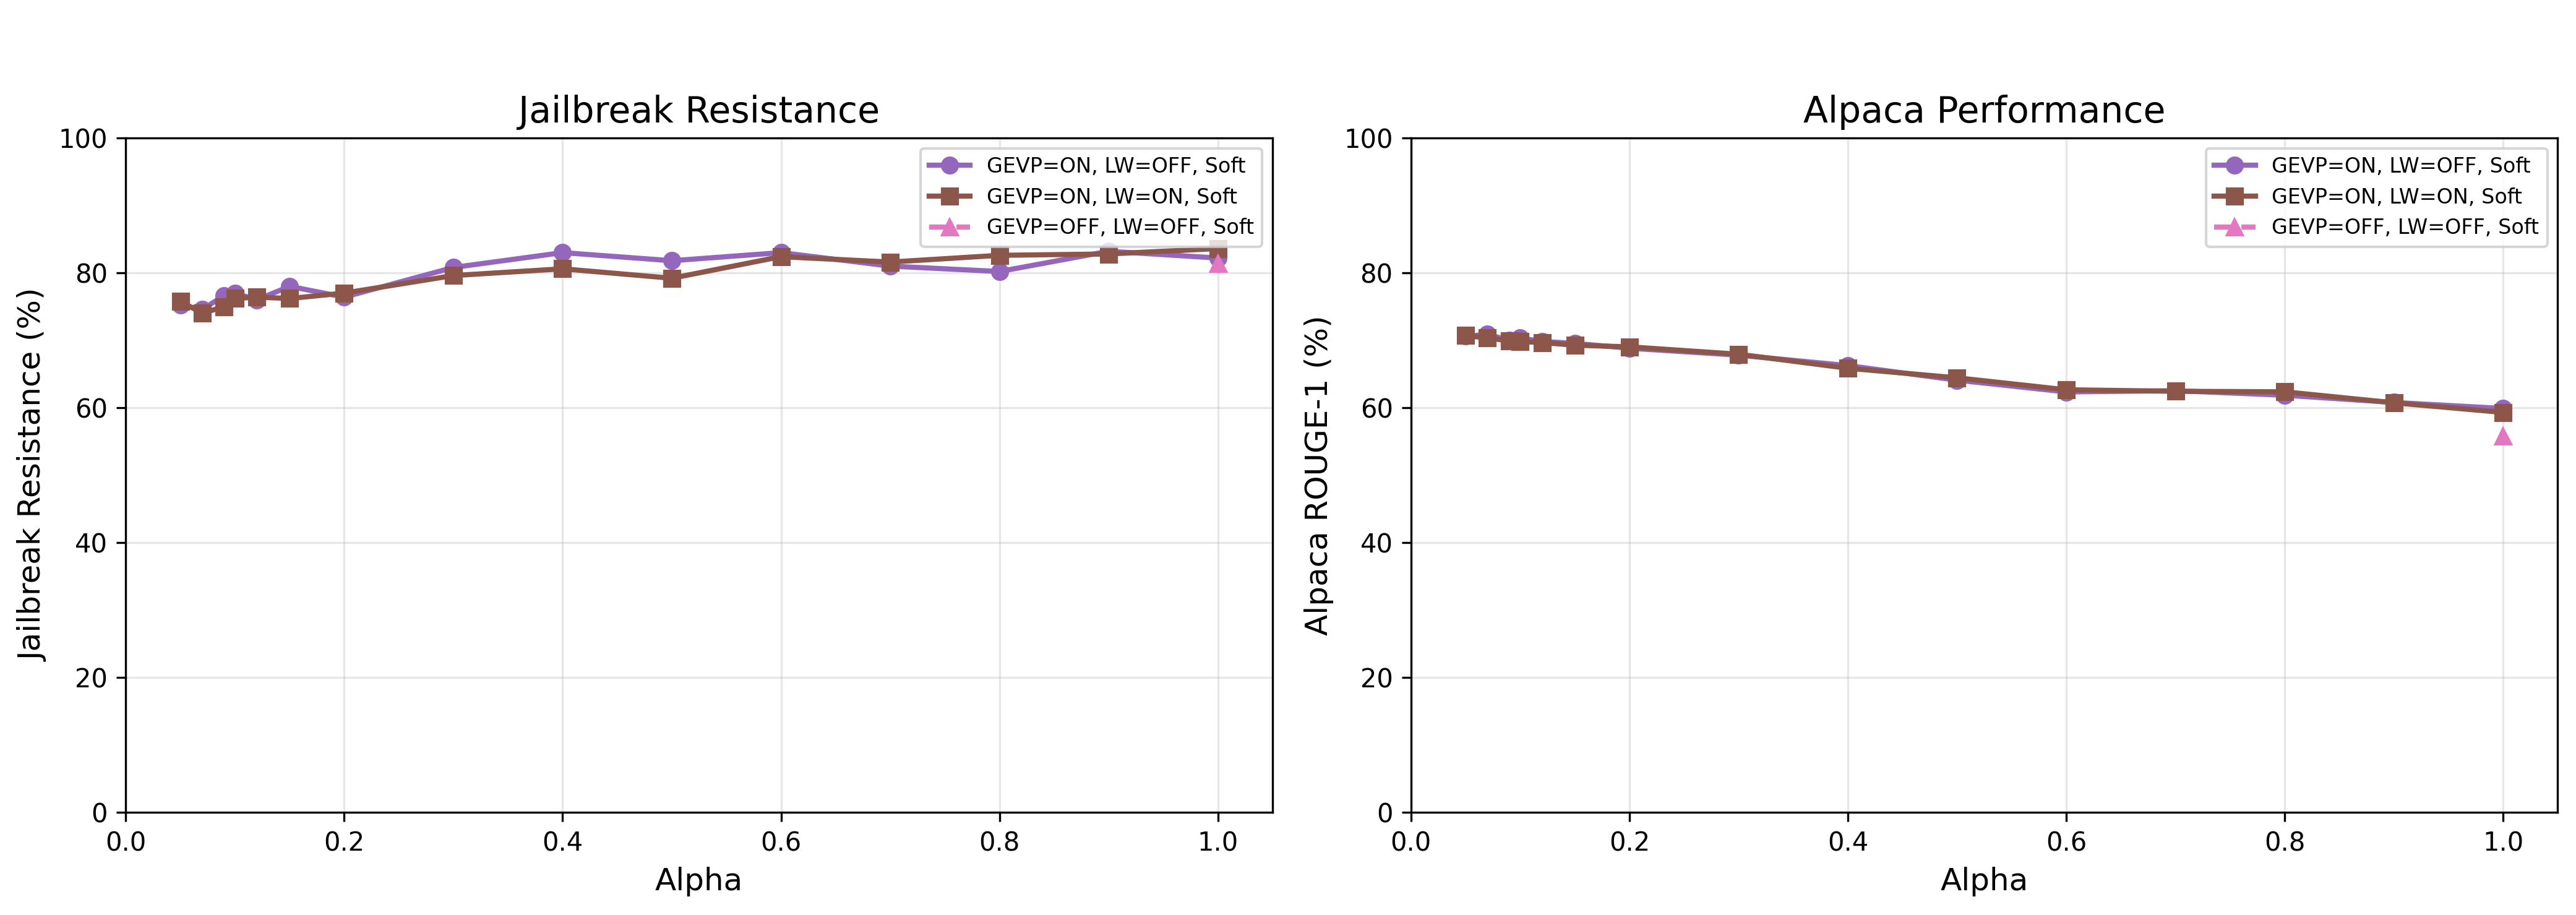 Jailbreak Resistance
Jailbreak Resistance (%)
100
80
60
40
20
0
GEVP=ON, LW=OFF, Soft
GEVP=ON, LW=ON, Soft
GEVP=OFF, LW=OFF, Soft
0.0 0.2 0.4 0.6 0.8 1.0
Alpha
Alpaca Performance
Alpaca ROUGE-1 (%)
100
80
60
40
20
0
GEVP=ON, LW=OFF, Soft
GEVP=ON, LW=ON, Soft
GEVP=OFF, LW=OFF, Soft
0.0 0.2 0.4 0.6 0.8 1.0
Alpha